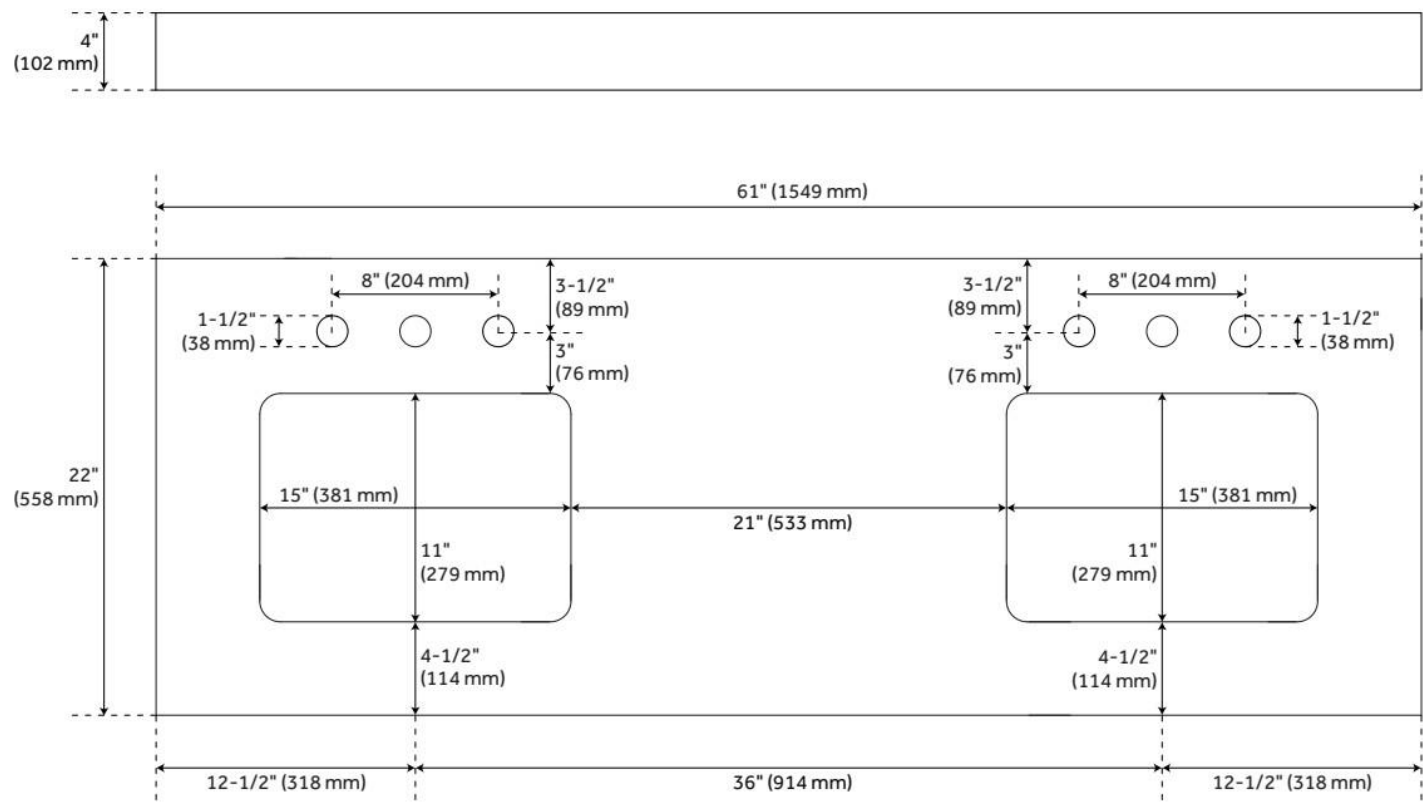 4"
(102 mm)
61" (1549 mm)
8" (204 mm)
3-1/2"
(89 mm)
3-1/2"
(89 mm)
8" (204 mm)
1-1/2"
(38 mm)
1-1/2"
(38 mm)
3"
(76 mm)
3"
(76 mm)
22"
(558 mm)
15" (381 mm)
21" (533 mm)
15" (381 mm)
11"
(279 mm)
11"
(279 mm)
4-1/2"
(114 mm)
4-1/2"
(114 mm)
12-1/2" (318 mm)
36" (914 mm)
12-1/2" (318 mm)